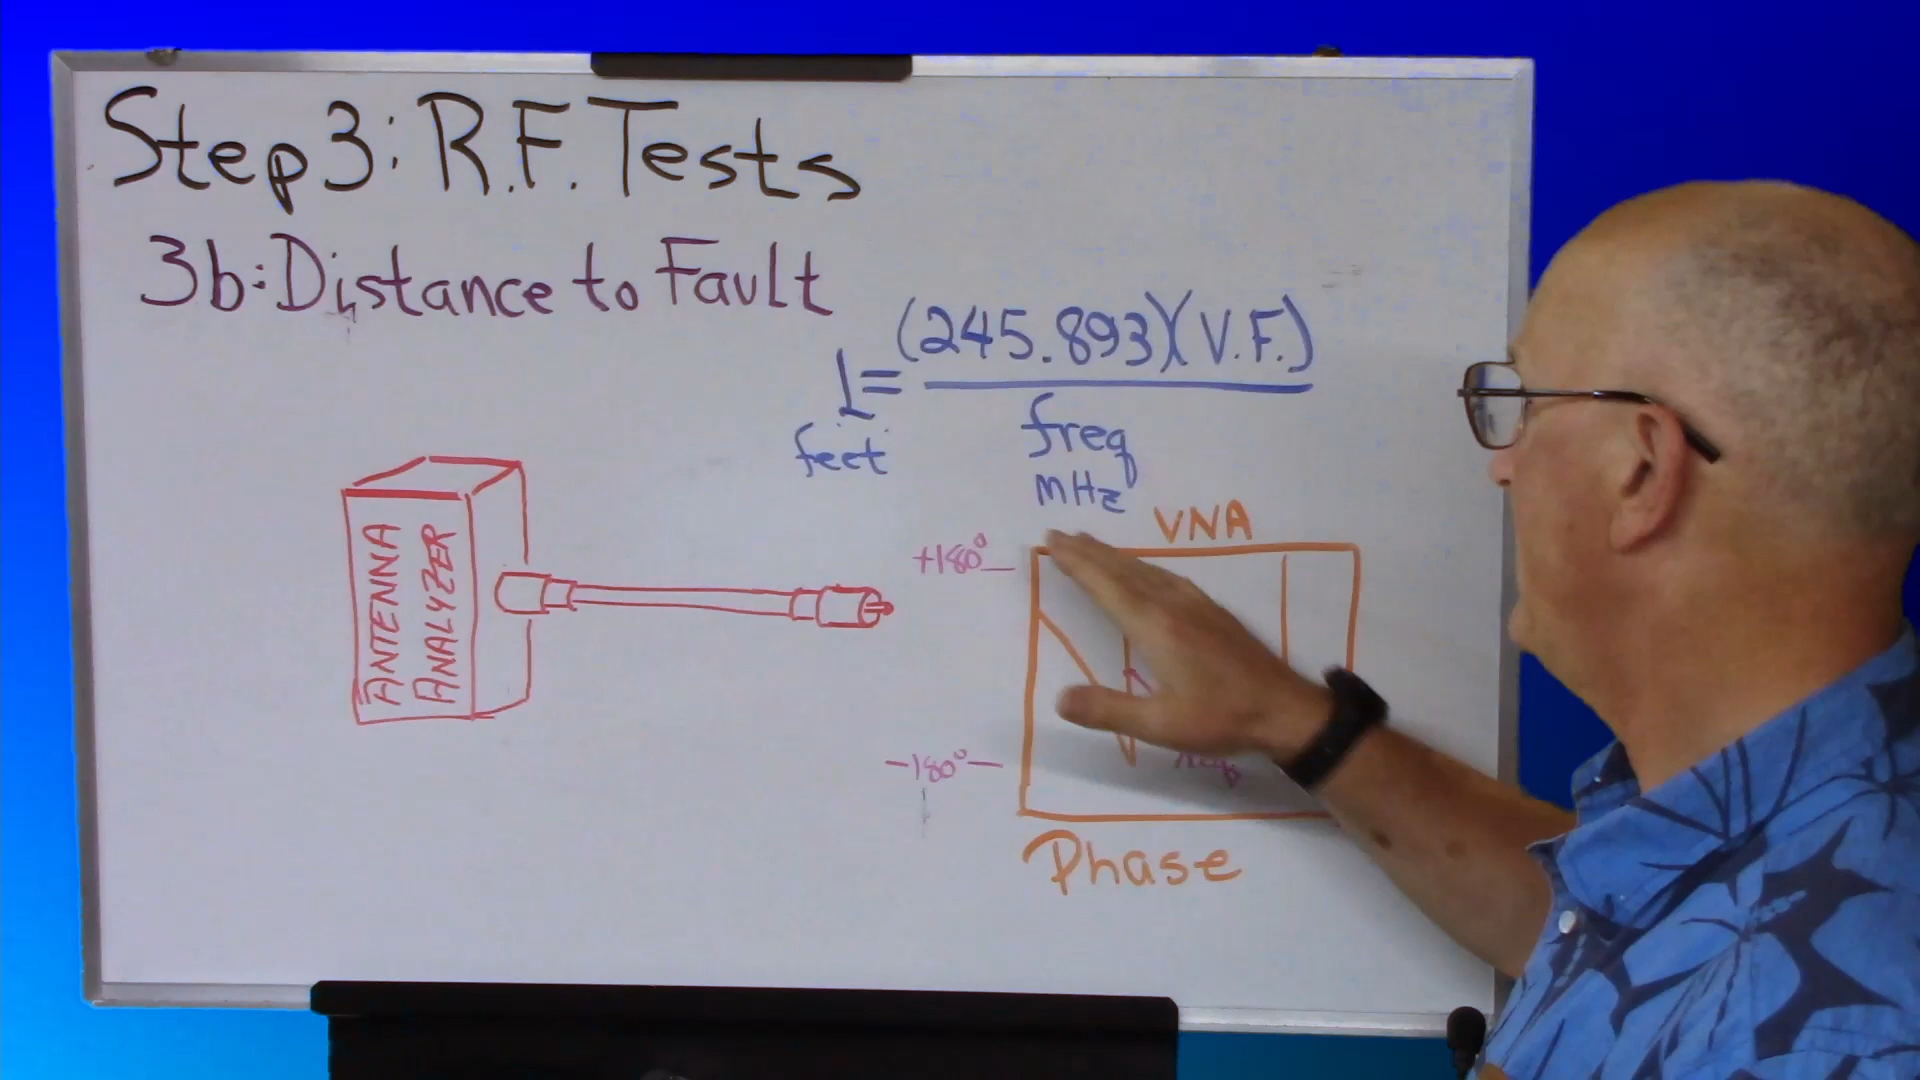 Step 3: R.F. Tests
3b: Distance to Fault
L= (245.893)(V.F.)
feet
freq
MHz
ANTENNA
ANALYZER
VNA
+180°
-180°
Phase